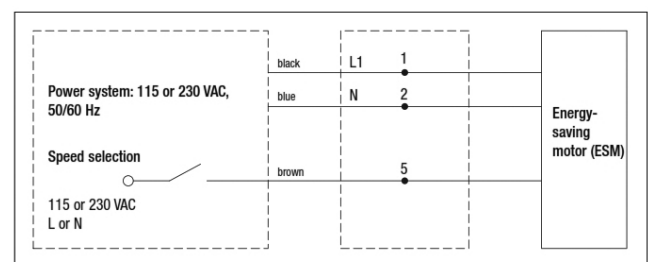 Power system: 115 or 230 VAC,
50/60 Hz
Speed selection
115 or 230 VAC
L or N
black
blue
brown
L1
1
N
2
5
Energy-
saving
motor (ESM)